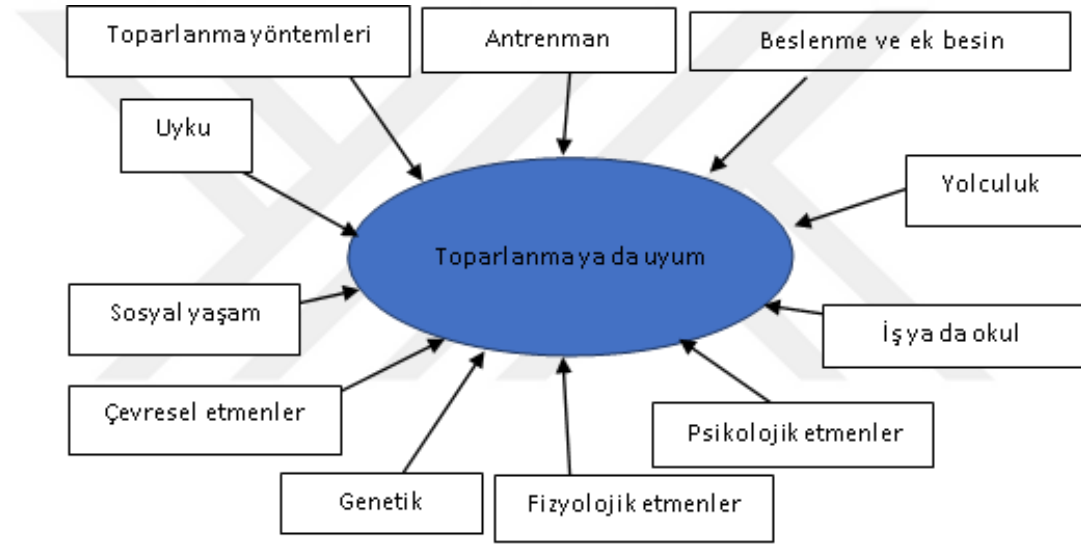 Toparlanma yöntemleri
Antrenman
Beslenme ve ek besin
Uyku
Yolculuk
Toparlanma ya da uyum
Sosyal yaşam
İş ya da okul
Çevresel etmenler
Psikolojik etmenler
Genetik
Fizyolojik etmenler